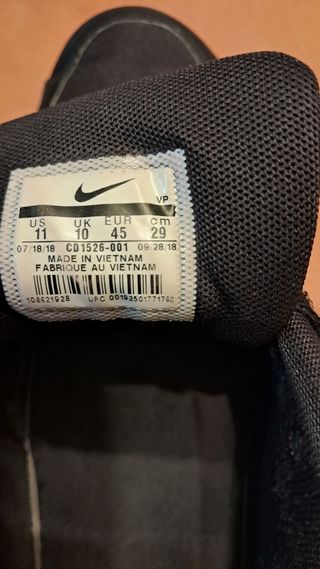 VP
US UK EUR cm
11 10 45 29
07/18/18 CD1526-001 09/28/18
MADE IN VIETNAM
FABRIQUE AU VIETNAM
108621928 UPC 00192501771760